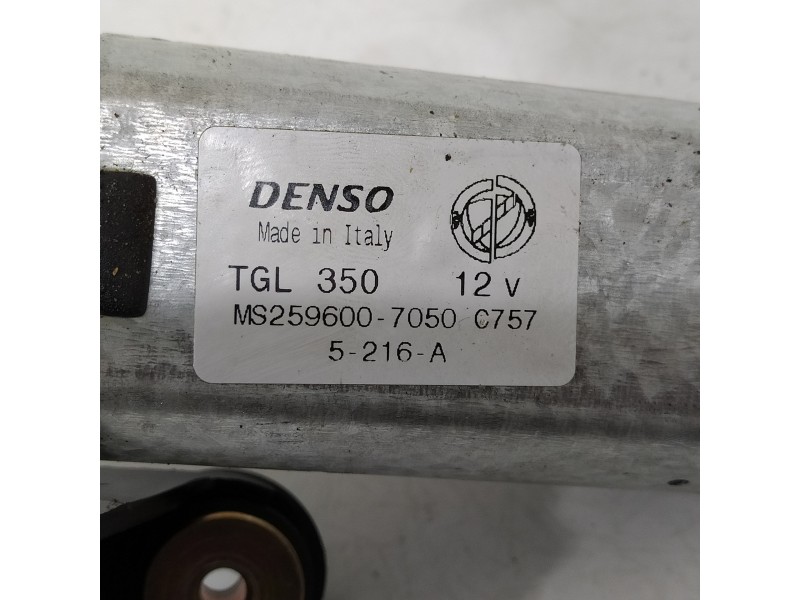 DENSO
Made in Italy
TGL 350 12 V
MS259600-7050 C757
5-216-A